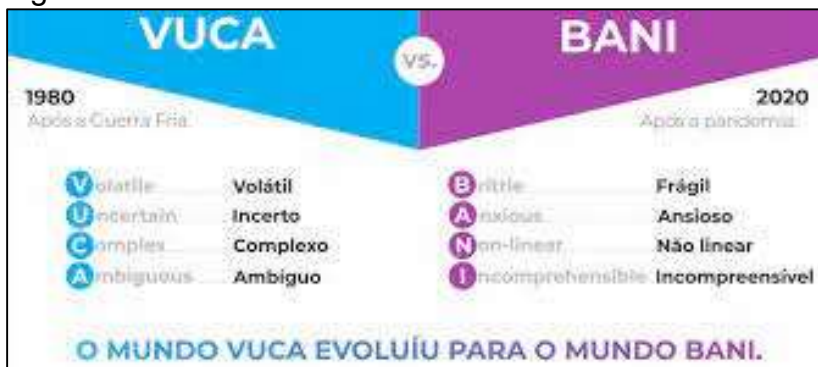 VUCA
vs.
BANI
1980
Após a Guerra Fria
2020
Após a pandemia
Volatile Volátil
Uncertain Incerto
Complex Complexo
Ambiguous Ambíguo
Brittle Frágil
Anxious Ansioso
Non-linear Não linear
Incomprehensible Incompreensível
O MUNDO VUCA EVOLUÍU PARA O MUNDO BANI.